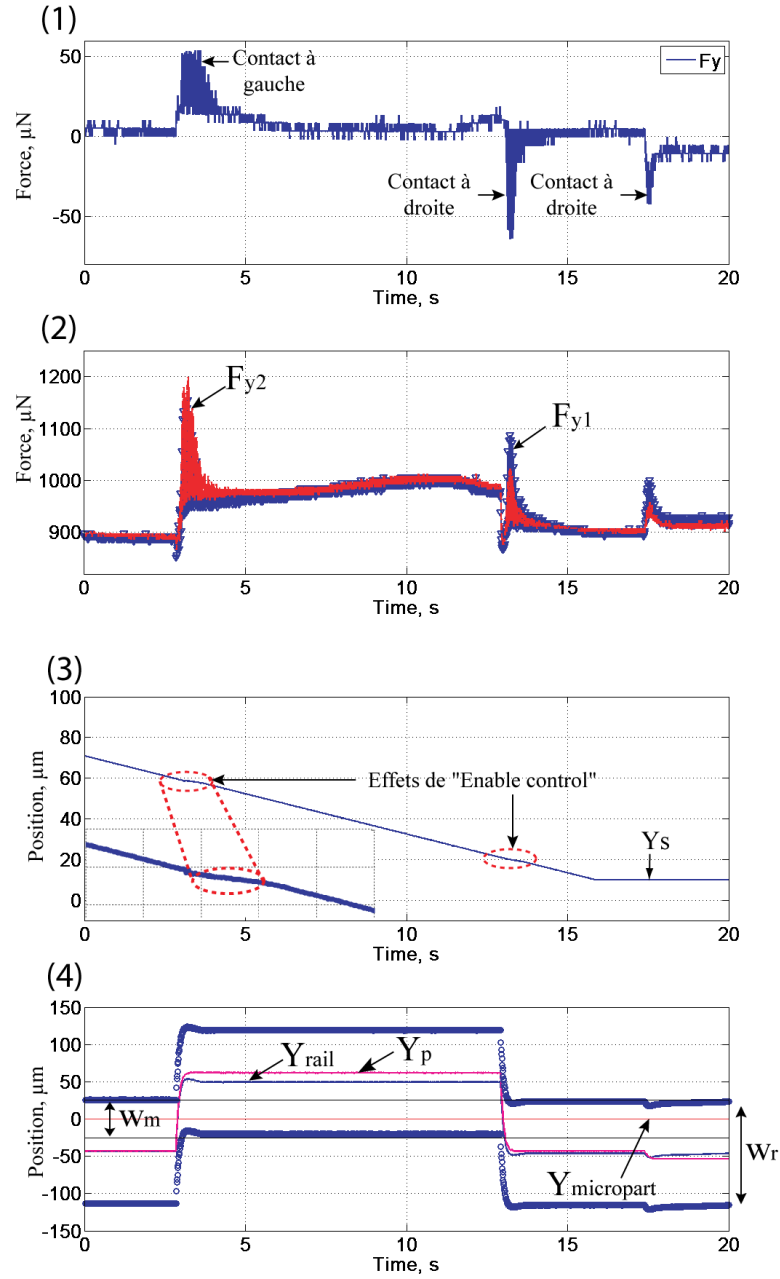 (1)
50
0
-50
Force, µN
Contact à
gauche
Fy
Contact à
droite
Contact à
droite
0
5
10
15
20
Time, s
(2)
1200
1100
1000
900
Force, µN
Fy2
Fy1
0
5
10
15
20
Time, s
(3)
100
80
60
40
20
0
Position, µm
Effets de "Enable control"
Ys
0
5
10
15
20
Time, s
(4)
150
100
50
0
-50
-100
-150
Position, µm
Wm
Yrail
Yp
Ymicropart
Wr
0
5
10
15
20
Time, s